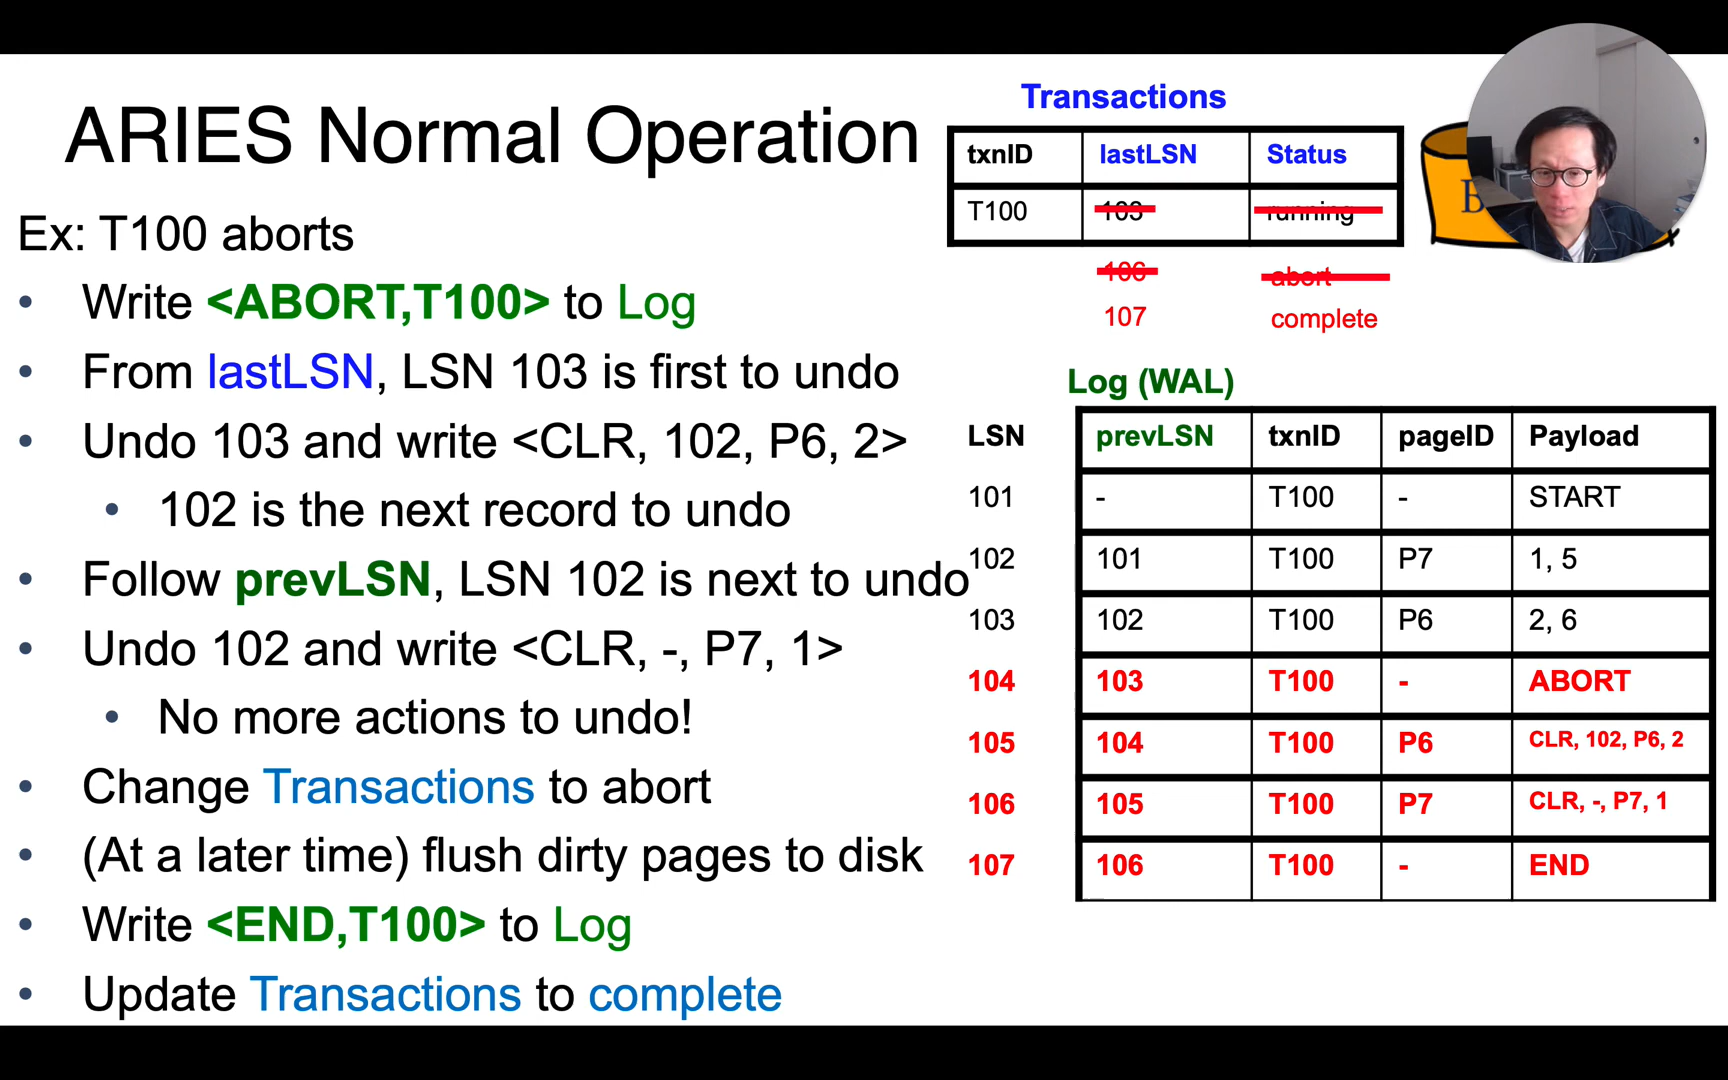 ARIES Normal Operation
Ex: T100 aborts
• Write <ABORT,T100> to Log
• From lastLSN, LSN 103 is first to undo
• Undo 103 and write <CLR, 102, P6, 2>
• 102 is the next record to undo
• Follow prevLSN, LSN 102 is next to undo
• Undo 102 and write <CLR, -, P7, 1>
• No more actions to undo!
• Change Transactions to abort
• (At a later time) flush dirty pages to disk
• Write <END,T100> to Log
• Update Transactions to complete
Transactions
txnID lastLSN Status
T100 103 running
106 abort
107 complete
Log (WAL)
LSN prevLSN txnID pageID Payload
101 - T100 - START
102 101 T100 P7 1, 5
103 102 T100 P6 2, 6
104 103 T100 - ABORT
105 104 T100 P6 CLR, 102, P6, 2
106 105 T100 P7 CLR, -, P7, 1
107 106 T100 - END